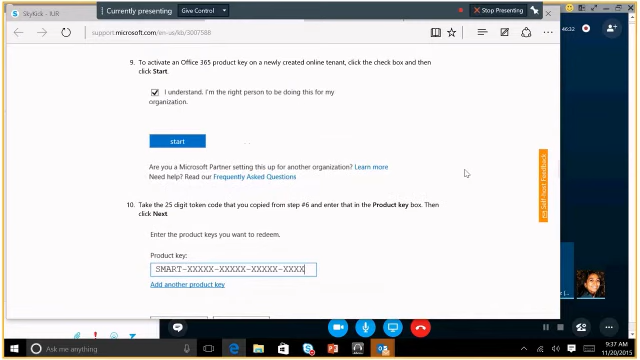 SkyKick - IUR
Currently presenting
Give Control
Stop Presenting
46:32
support.microsoft.com/en-us/kb/3007588
9. To activate an Office 365 product key on a newly created online tenant, click the check box and then
click Start.
I understand. I'm the right person to be doing this for my
organization.
start
Are you a Microsoft Partner setting this up for another organization? Learn more
Need help? Read our Frequently Asked Questions
10. Take the 25 digit token code that you copied from step #6 and enter that in the Product key box. Then
click Next.
Enter the product keys you want to redeem.
Product key:
SMART-XXXXX-XXXXX-XXXXX-XXXX
Add another product key
Self-host Feedback
Ask me anything
9:37 AM
11/20/2015